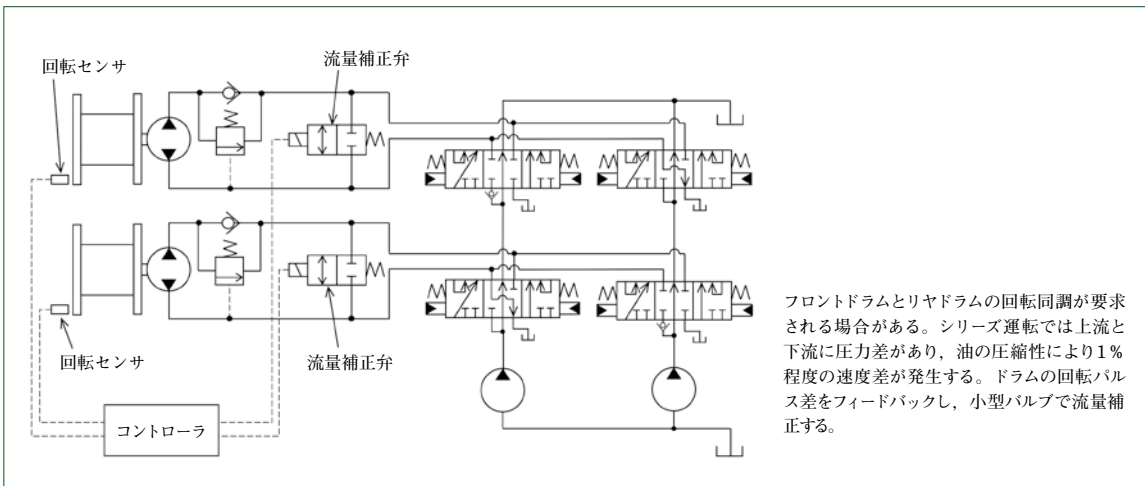 流量補正弁
回転センサ
回転センサ
流量補正弁
コントローラ
フロントドラムとリヤドラムの回転同調が要求
される場合がある。シリーズ運転では上流と
下流に圧力差があり，油の圧縮性により1％
程度の速度差が発生する。ドラムの回転パル
ス差をフィードバックし，小型バルブで流量補
正する。